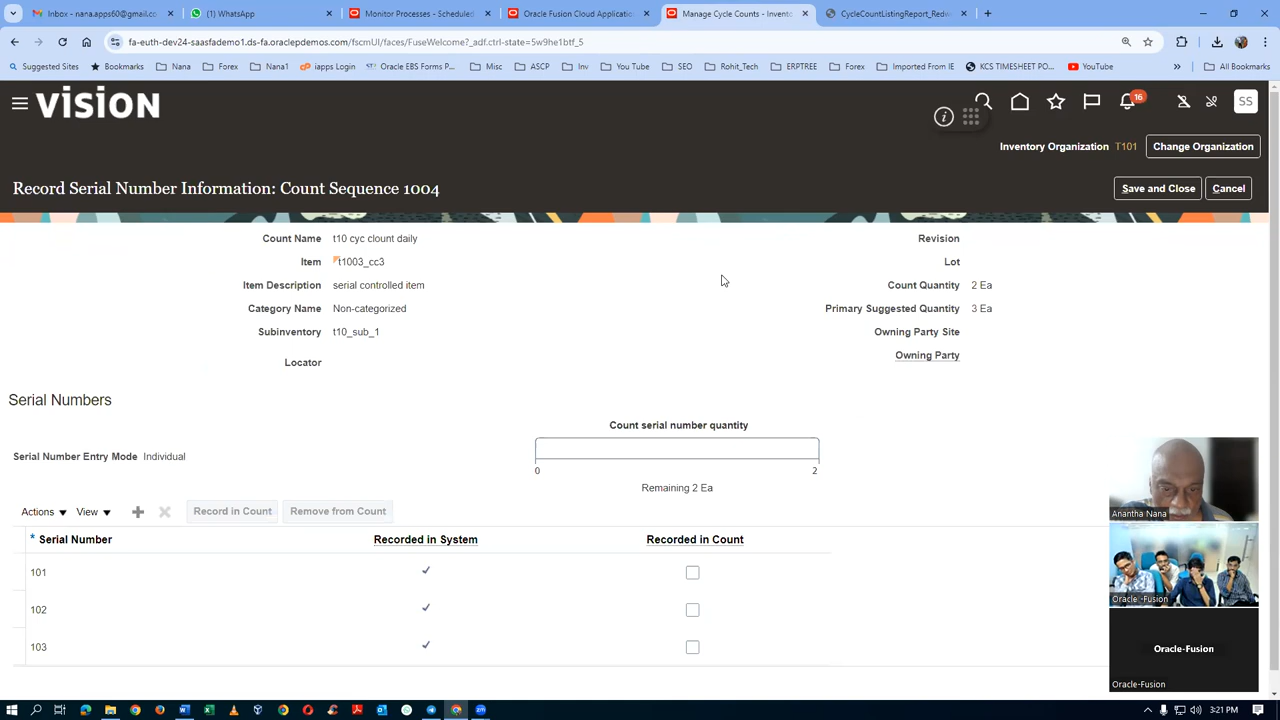 Inbox - nana.apps60@gmail.co
WhatsApp
Monitor Processes - Scheduled
Oracle Fusion Cloud Application
Manage Cycle Counts - Invento
CycleCountListingReport_Redw
fa-euth-dev24-saasfademo1.ds-fa.oraclepdemos.com/fscmUI/faces/FuseWelcome?_adf.ctrl-state=5w9he1btf_5
Suggested Sites
Bookmarks
Nana
Forex
Nana1
iapps Login
Oracle EBS Forms P...
Misc
ASCP
Inv
You Tube
SEO
Rohit_Tech
ERPTREE
Forex
Imported From IE
KCS TIMESHEET PO...
YouTube
All Bookmarks
vision
16
SS
Inventory Organization T101 Change Organization
Record Serial Number Information: Count Sequence 1004
Save and Close Cancel
Count Name t10 cyc clount daily
Item t1003_cc3
Item Description serial controlled item
Category Name Non-categorized
Subinventory t10_sub_1
Locator
Revision
Lot
Count Quantity 2 Ea
Primary Suggested Quantity 3 Ea
Owning Party Site
Owning Party
Serial Numbers
Count serial number quantity
0 2
Remaining 2 Ea
Serial Number Entry Mode Individual
Actions View Record in Count Remove from Count
* Serial Number Recorded in System Recorded in Count
101
102
103
Anantha Nana
Oracle -Fusion
Oracle-Fusion
Oracle-Fusion
3:21 PM